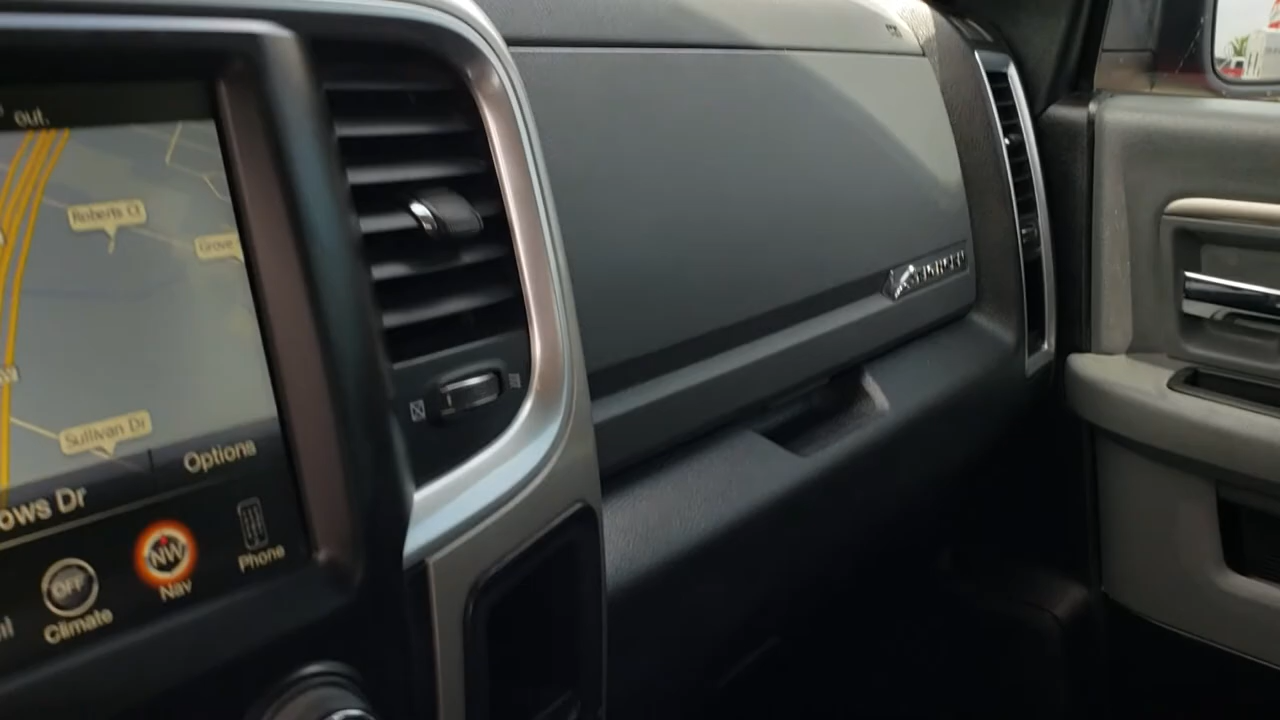 out.
Roberts Ct
Grove
Sullivan Dr
Options
ows Dr
OFF
NW
Phone
Nav
Climate